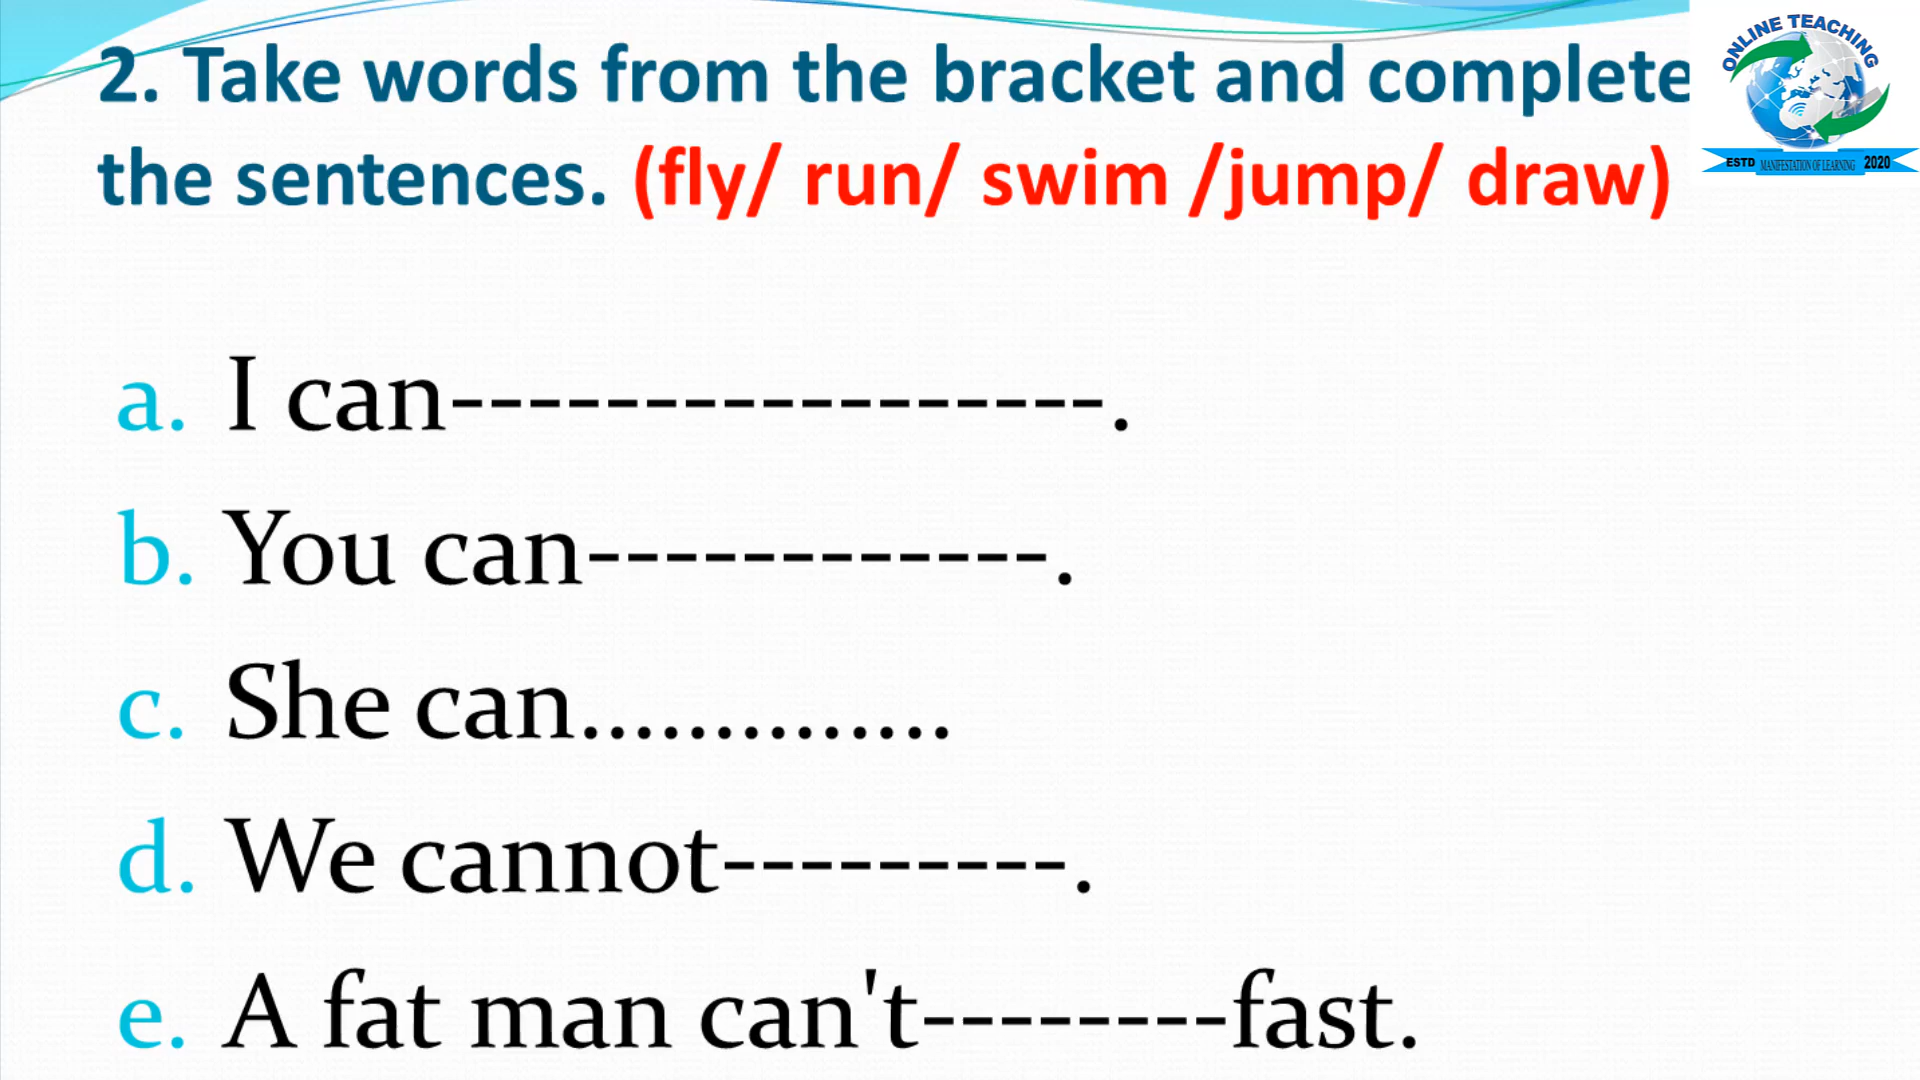 2. Take words from the bracket and complete
the sentences. (fly/ run/ swim /jump/ draw)
ONLINE TEACHING
ESTD MANIFESTATION OF LEARNING 2020
a. I can-----------------.
b. You can------------.
c. She can..............
d. We cannot---------.
e. A fat man can't--------fast.